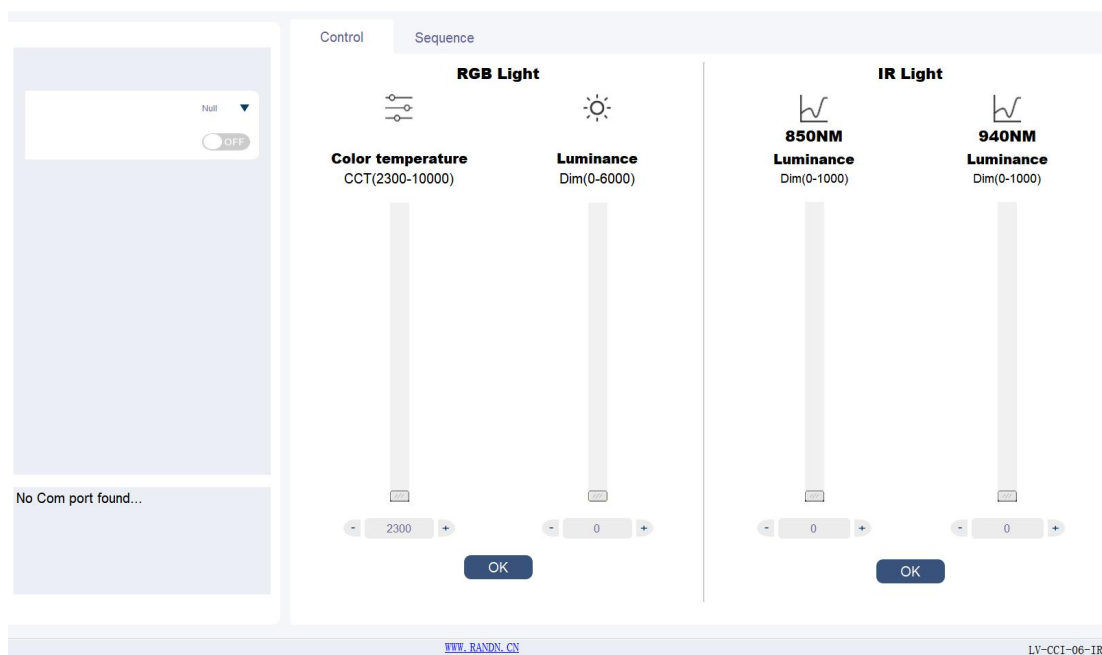 Control Sequence
RGB Light
IR Light
Null
OFF
850NM
940NM
Color temperature
CCT(2300-10000)
Luminance
Dim(0-6000)
Luminance
Dim(0-1000)
Luminance
Dim(0-1000)
No Com port found...
- 2300 +
- 0 +
- 0 +
- 0 +
OK
OK
WWW.RANDN.CN
LV-CCI-06-IR